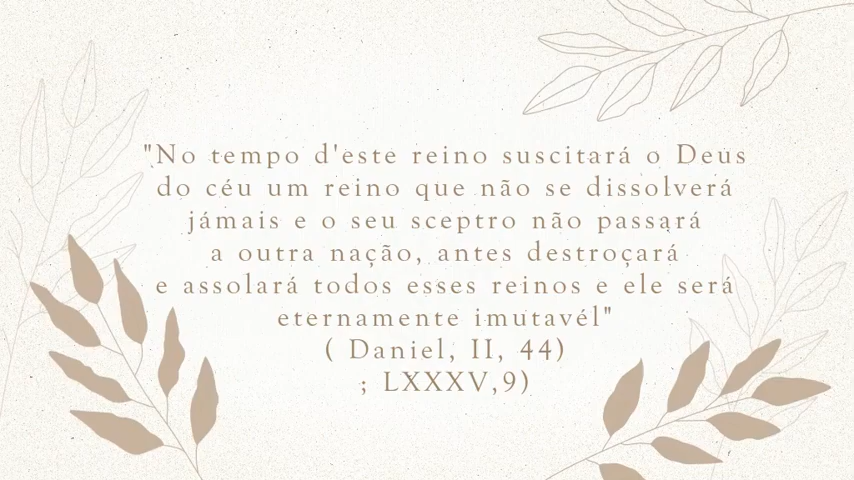 "No tempo d'este reino suscitará o Deus
do céu um reino que não se dissolverá
jámais e o seu sceptro não passará
a outra nação, antes destroçará
e assolará todos esses reinos e ele será
eternamente imutavél"
( Daniel, II, 44)
; LXXXV,9)